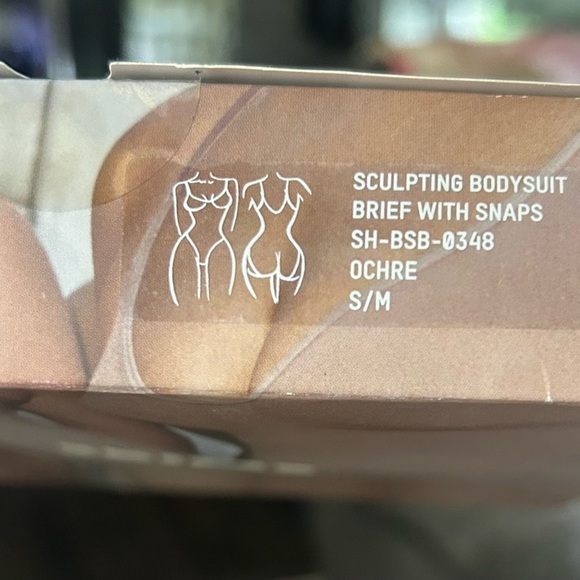 SCULPTING BODYSUIT
BRIEF WITH SNAPS
SH-BSB-0348
OCHRE
S/M